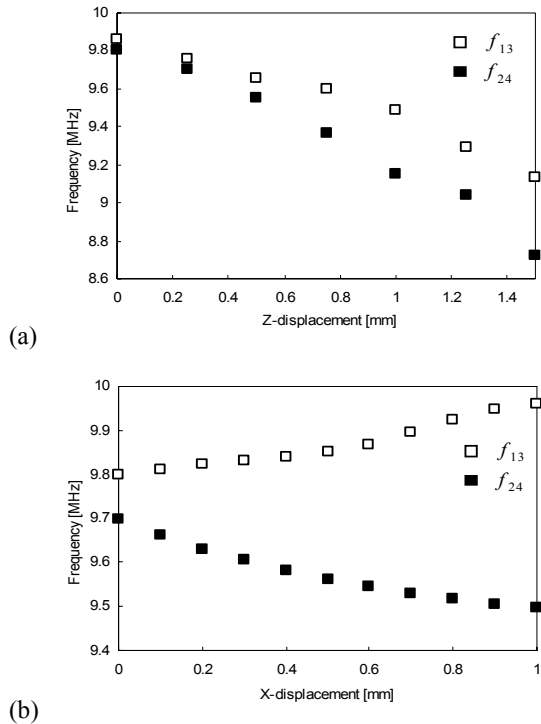 10
9.8
9.6
9.4
9.2
9
8.8
8.6
Frequency [MHz]
f13
f24
0 0.2 0.4 0.6 0.8 1 1.2 1.4
Z-displacement [mm]
(a)
10
9.9
9.8
9.7
9.6
9.5
9.4
Frequency [MHz]
f13
f24
0 0.2 0.4 0.6 0.8 1
X-displacement [mm]
(b)